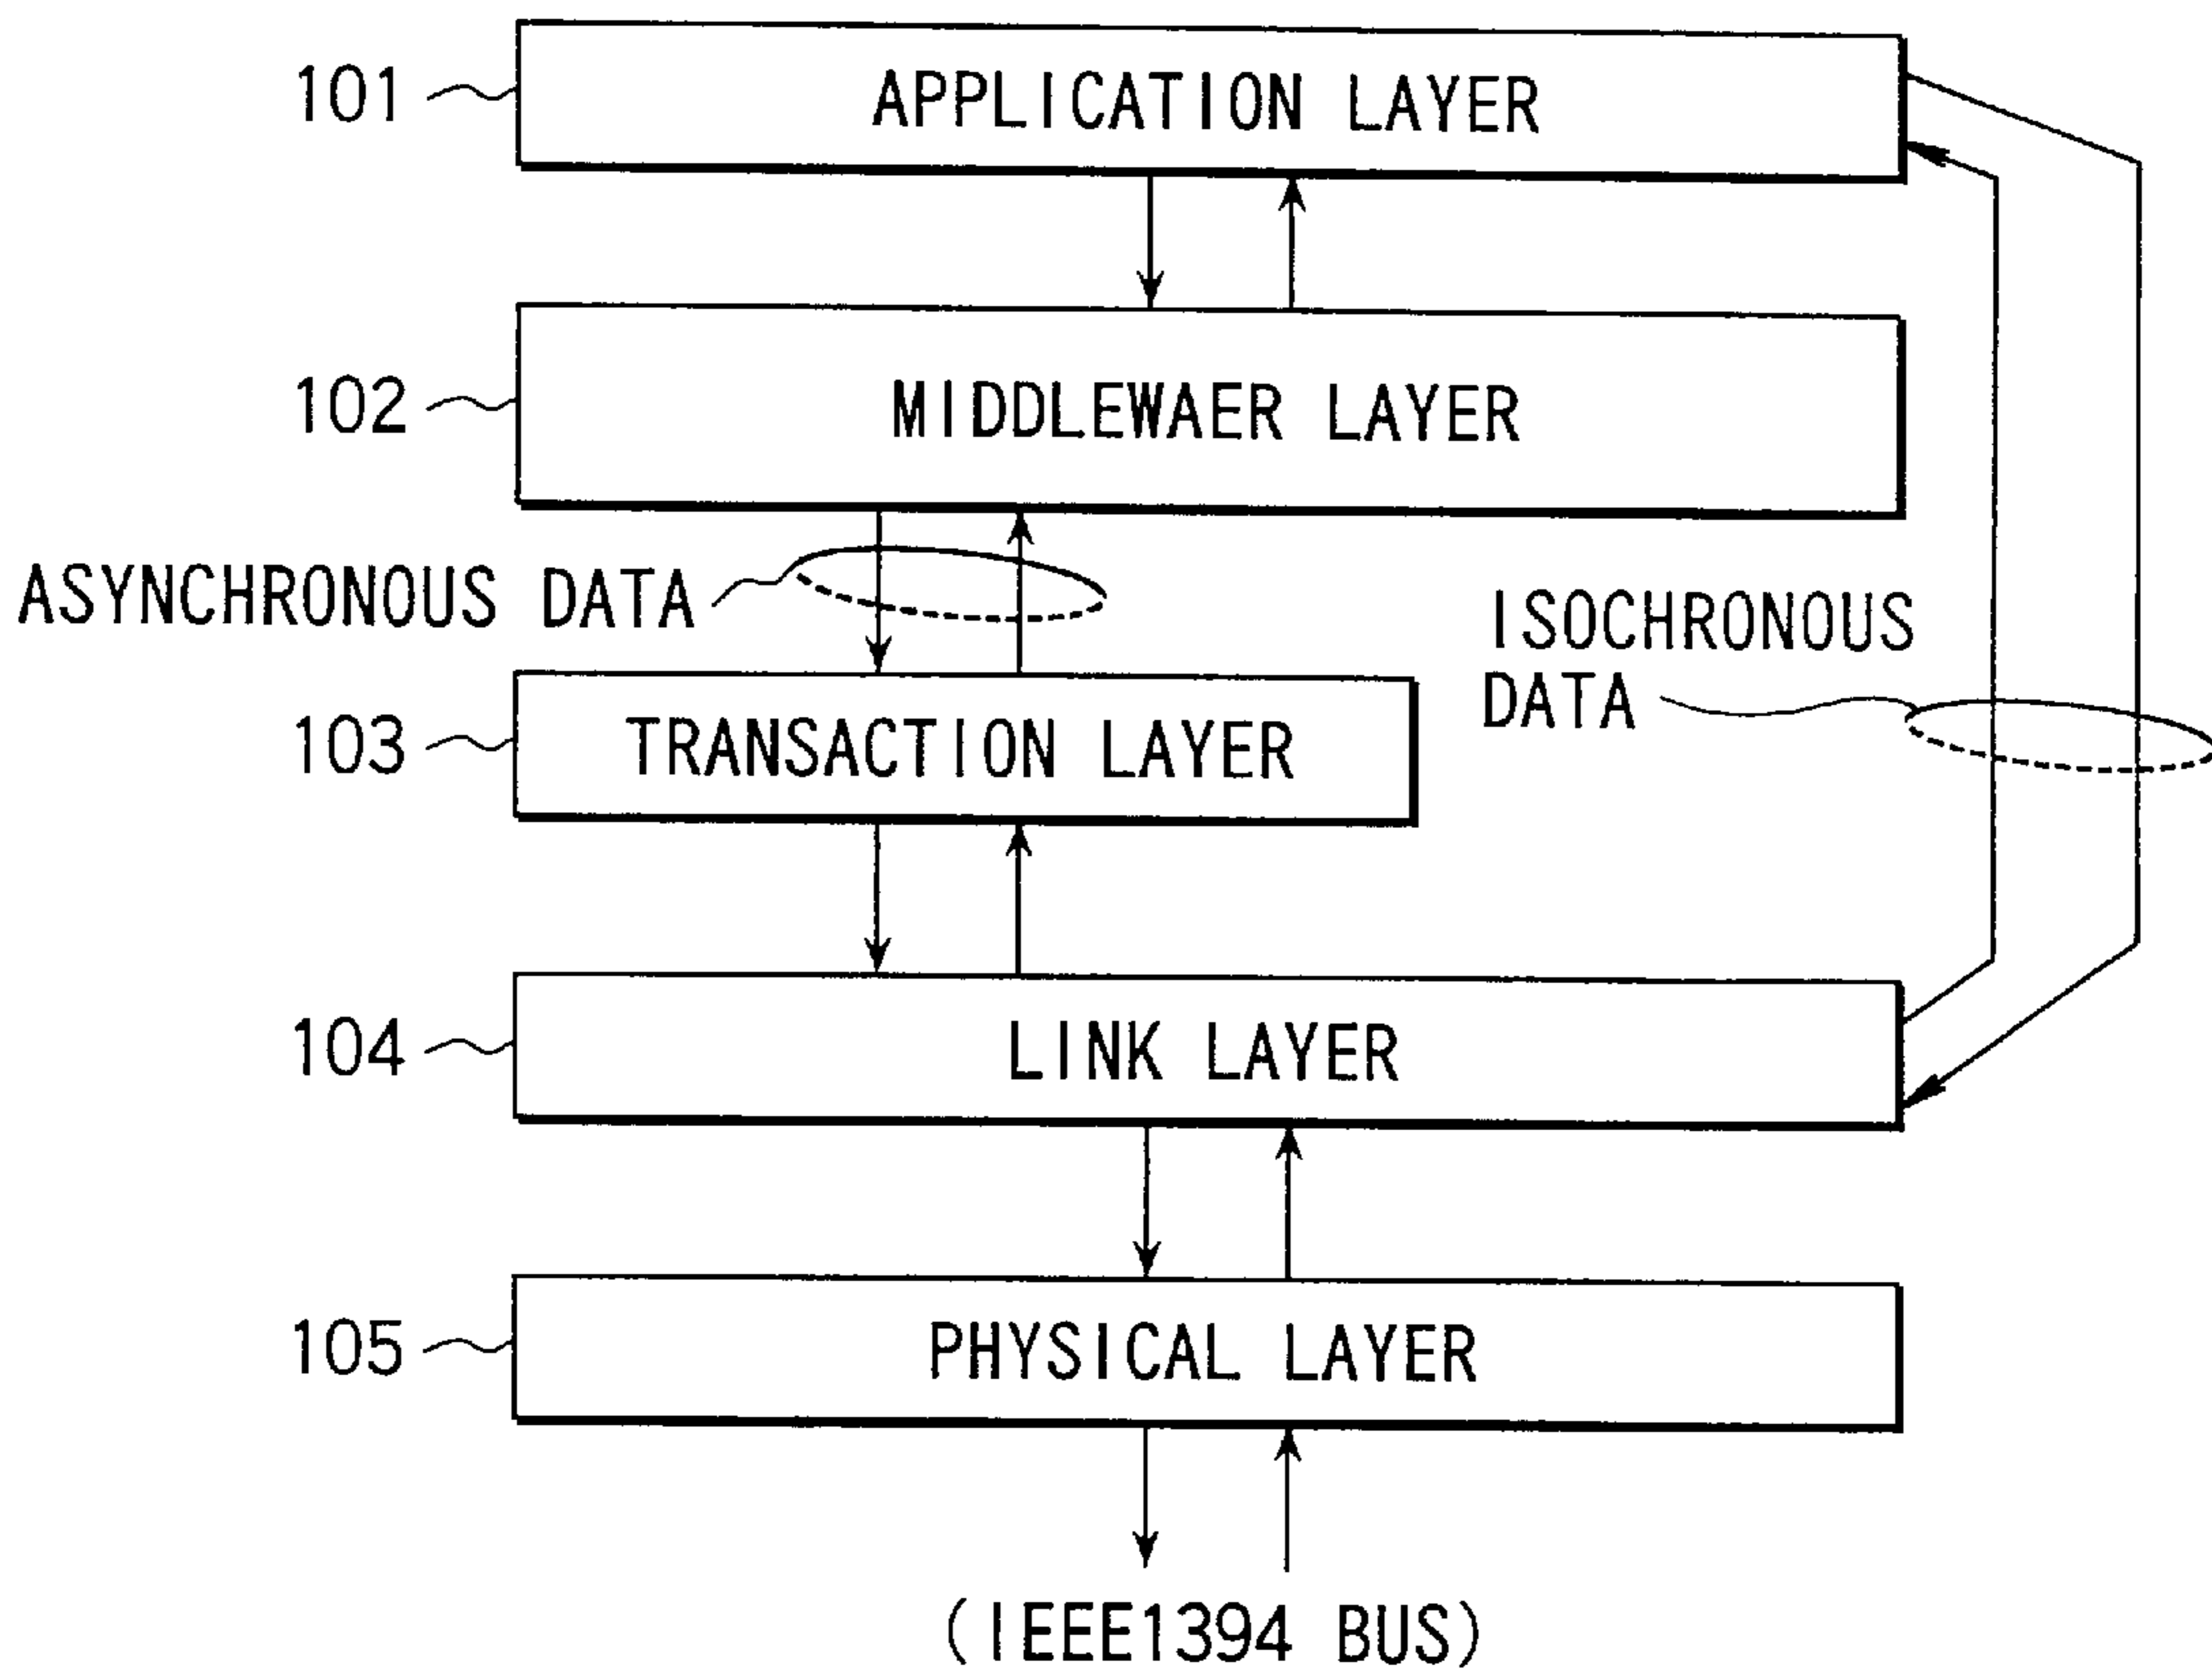 101
APPLICATION LAYER
102
MIDDLEWAER LAYER
ASYNCHRONOUS DATA
ISOCHRONOUS
DATA
103
TRANSACTION LAYER
104
LINK LAYER
105
PHYSICAL LAYER
(IEEE1394 BUS)